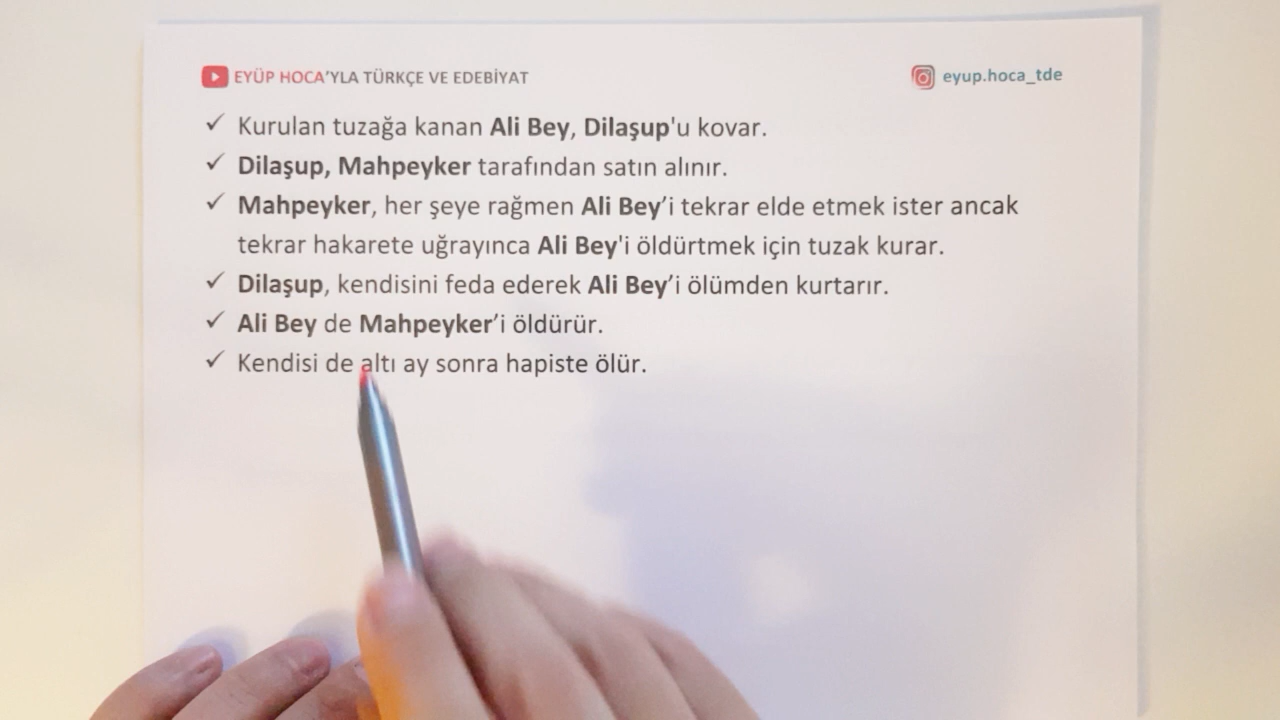 EYÜP HOCA'YLA TÜRKÇE VE EDEBİYAT
eyup.hoca_tde
✓ Kurulan tuzağa kanan Ali Bey, Dilaşup'u kovar.
✓ Dilaşup, Mahpeyker tarafından satın alınır.
✓ Mahpeyker, her şeye rağmen Ali Bey’i tekrar elde etmek ister ancak
tekrar hakarete uğrayınca Ali Bey'i öldürtmek için tuzak kurar.
✓ Dilaşup, kendisini feda ederek Ali Bey’i ölümden kurtarır.
✓ Ali Bey de Mahpeyker’i öldürür.
✓ Kendisi de altı ay sonra hapiste ölür.